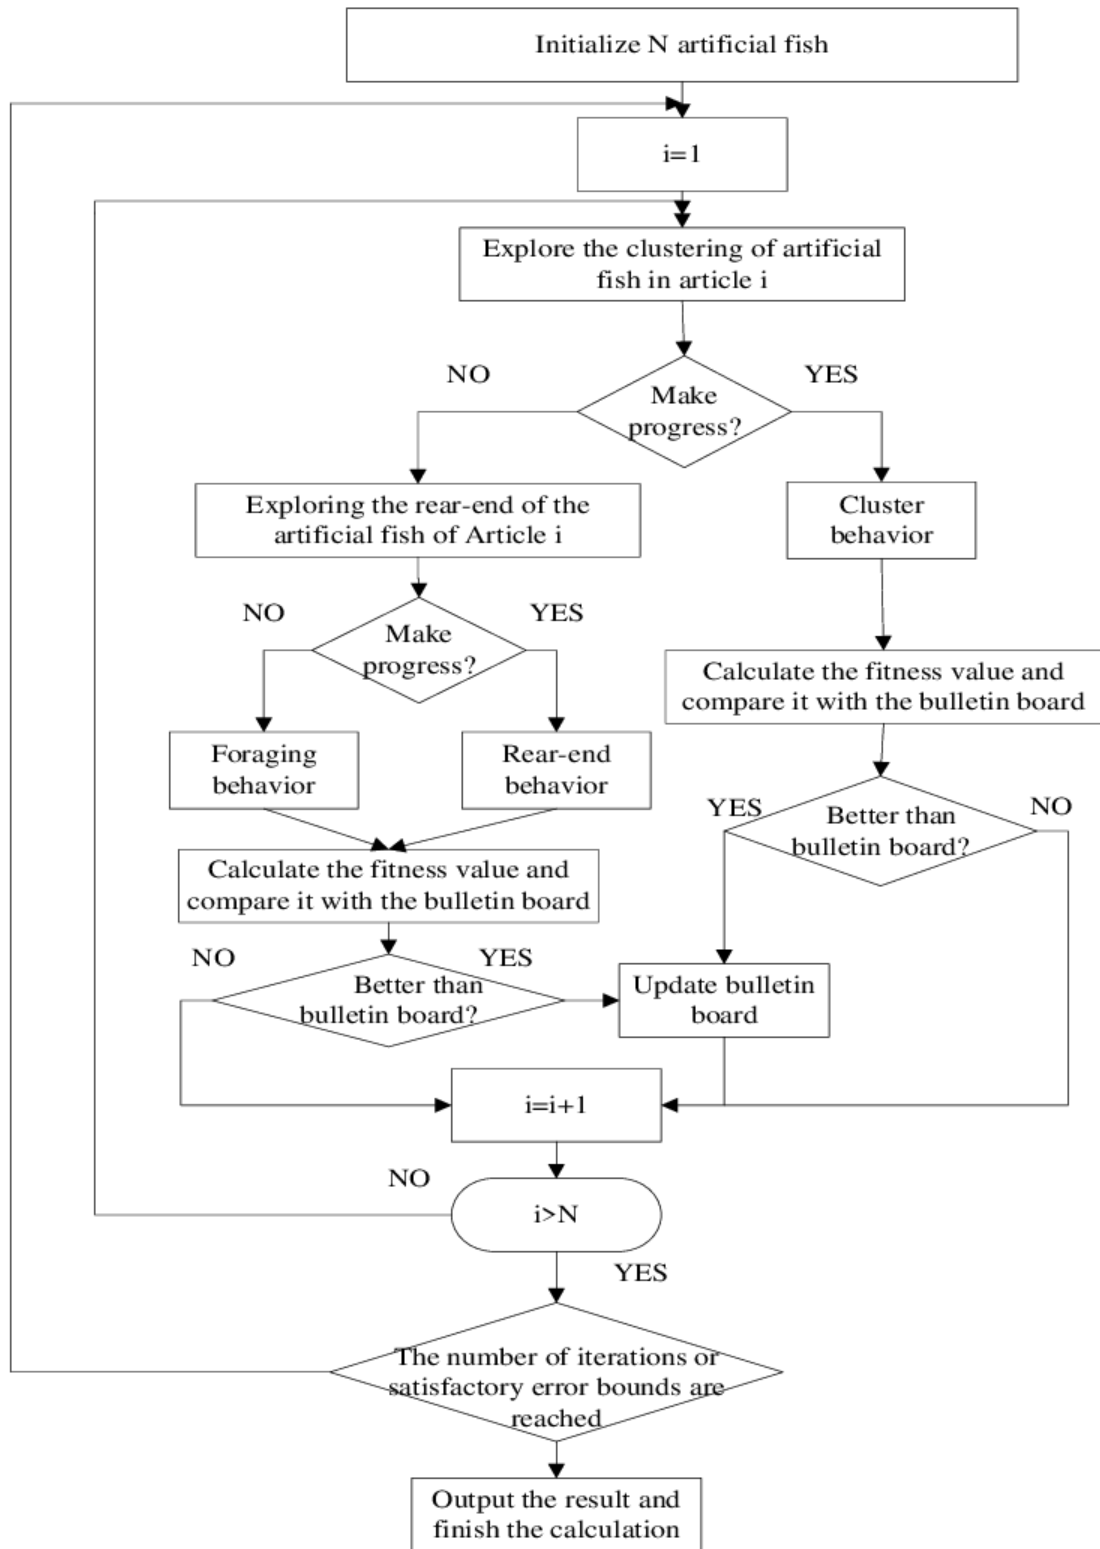 Initialize N artificial fish
i=1
Explore the clustering of artificial
fish in article i
NO
YES
Make
progress?
Exploring the rear-end of the
artificial fish of Article i
Cluster
behavior
NO
YES
Make
progress?
Calculate the fitness value and
compare it with the bulletin board
Foraging
behavior
Rear-end
behavior
YES
NO
Better than
bulletin board?
Calculate the fitness value and
compare it with the bulletin board
NO
YES
Better than
bulletin board?
Update bulletin
board
i=i+1
NO
i>N
YES
The number of iterations or
satisfactory error bounds are
reached
Output the result and
finish the calculation